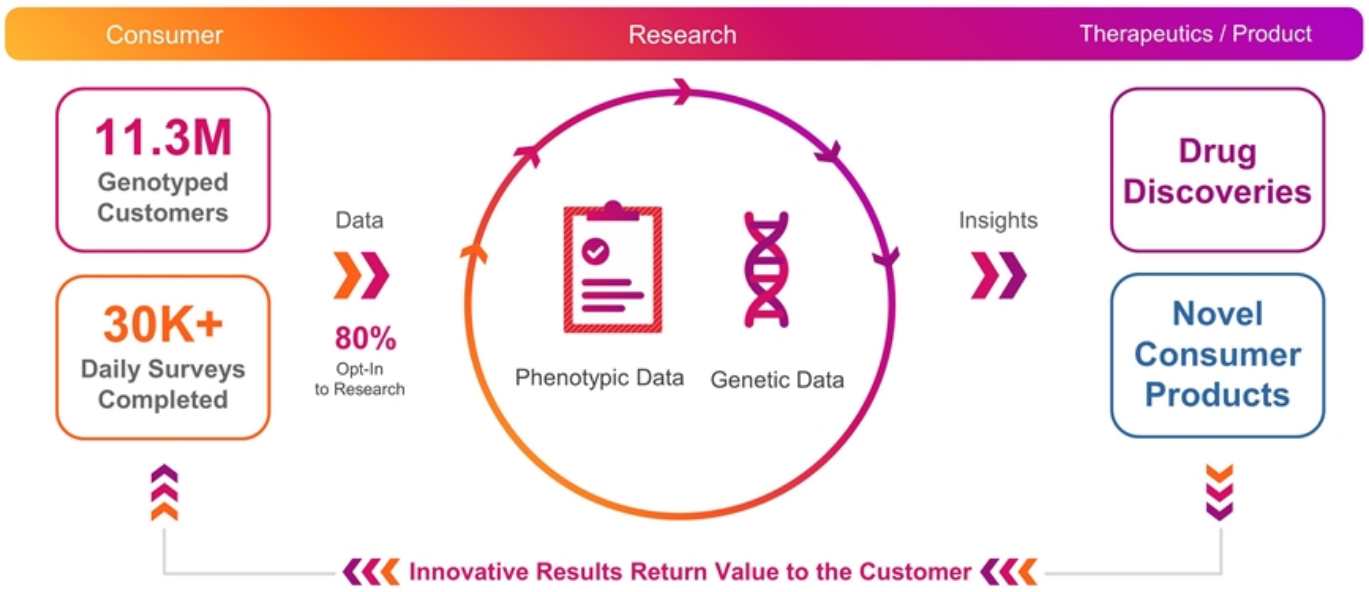 Consumer
Research
Therapeutics / Product
11.3M
Genotyped
Customers
30K+
Daily Surveys
Completed
Data
80%
Opt-In
to Research
Phenotypic Data
Genetic Data
Insights
Drug
Discoveries
Novel
Consumer
Products
Innovative Results Return Value to the Customer